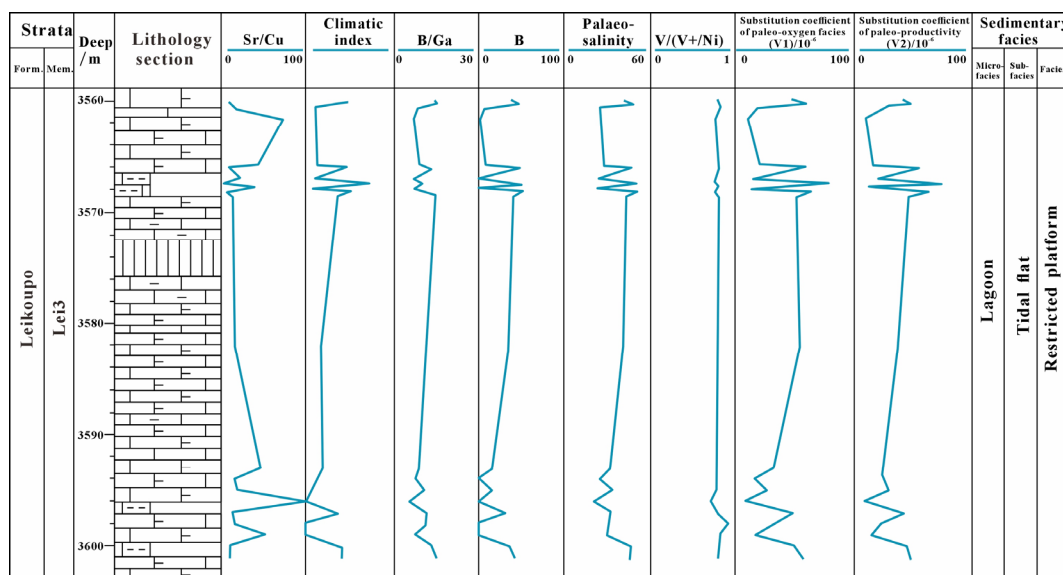 Strata
Form.
Mem.
Deep
/m
Lithology
section
Sr/Cu
0
100
Climatic
index
B/Ga
0
30
B
0
100
Palaeo-
salinity
0
60
V/(V+/Ni)
0
1
Substitution coefficient
of paleo-oxygen facies
(V1)/10⁻⁶
0
100
Substitution coefficient
of paleo-productivity
(V2)/10⁻⁶
0
100
Sedimentary
facies
Micro-
facies
Sub-
facies
Facie
3560
3570
3580
3590
3600
Leikoupo
Lei3
Lagoon
Tidal flat
Restricted platform